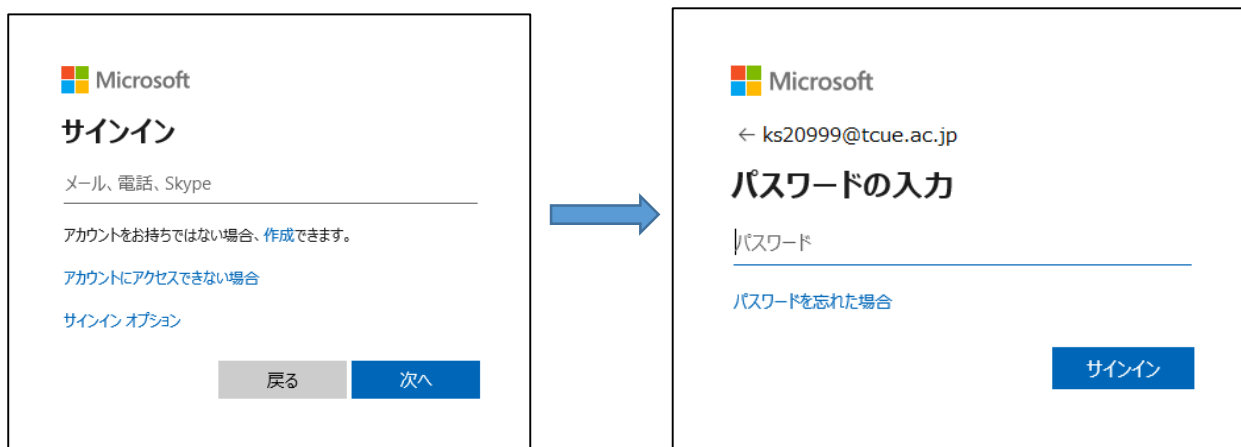 Microsoft
サインイン
メール、電話、Skype
アカウントをお持ちではない場合、作成できます。
アカウントにアクセスできない場合
サインイン オプション
戻る
次へ
Microsoft
← ks20999@tcue.ac.jp
パスワードの入力
パスワード
パスワードを忘れた場合
サインイン